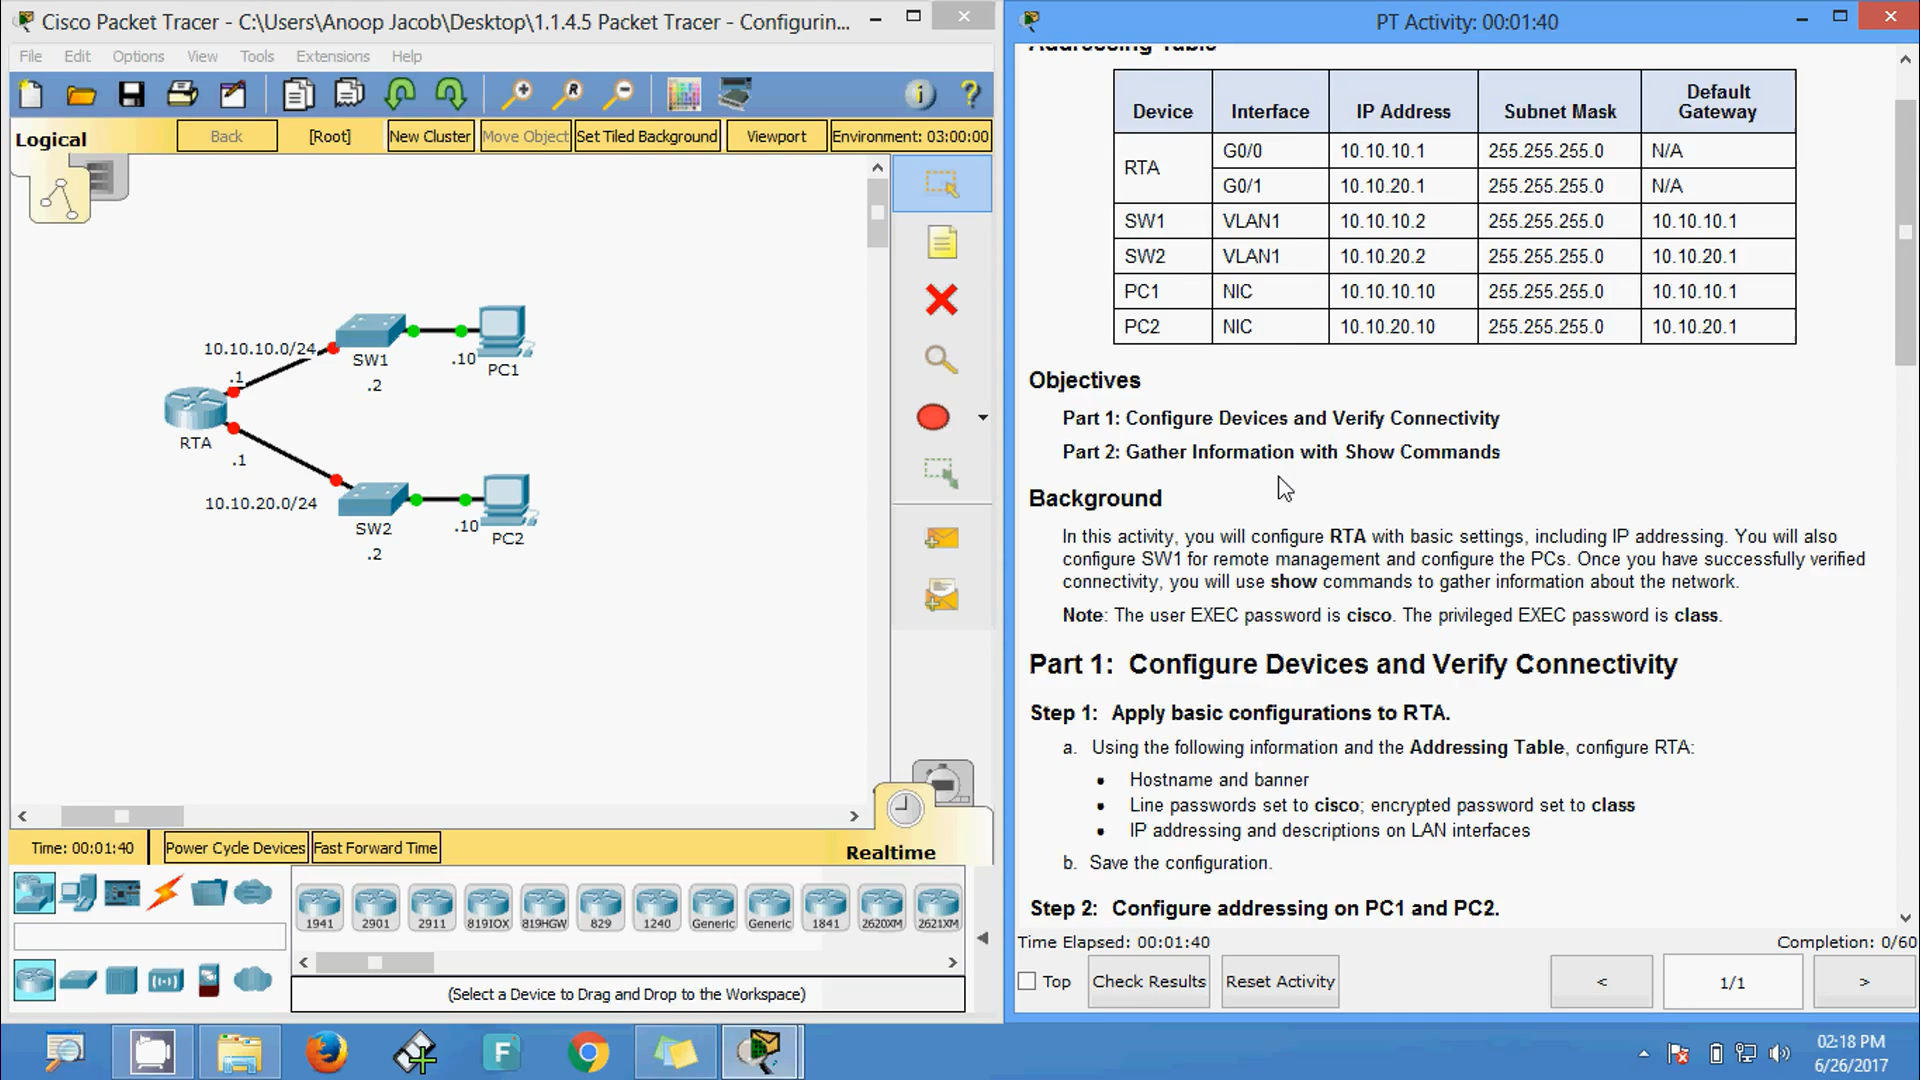 Cisco Packet Tracer - C:\Users\Anoop Jacob\Desktop\1.1.4.5 Packet Tracer - Configurin...
File Edit Options View Tools Extensions Help
Logical
Back
[Root]
New Cluster
Move Object
Set Tiled Background
Viewport
Environment: 03:00:00
10.10.10.0/24
SW1
.2
.10
PC1
.1
RTA
.1
10.10.20.0/24
SW2
.2
.10
PC2
Time: 00:01:40
Power Cycle Devices
Fast Forward Time
Realtime
1941 2901 2911 819IOX 819HGW 829 1240 Generic Generic 1841 2620XM 2621XM
(Select a Device to Drag and Drop to the Workspace)
PT Activity: 00:01:40
Addressing Table
Device Interface IP Address Subnet Mask Default Gateway
RTA G0/0 10.10.10.1 255.255.255.0 N/A
G0/1 10.10.20.1 255.255.255.0 N/A
SW1 VLAN1 10.10.10.2 255.255.255.0 10.10.10.1
SW2 VLAN1 10.10.20.2 255.255.255.0 10.10.20.1
PC1 NIC 10.10.10.10 255.255.255.0 10.10.10.1
PC2 NIC 10.10.20.10 255.255.255.0 10.10.20.1
Objectives
Part 1: Configure Devices and Verify Connectivity
Part 2: Gather Information with Show Commands
Background
In this activity, you will configure RTA with basic settings, including IP addressing. You will also
configure SW1 for remote management and configure the PCs. Once you have successfully verified
connectivity, you will use show commands to gather information about the network.
Note: The user EXEC password is cisco. The privileged EXEC password is class.
Part 1: Configure Devices and Verify Connectivity
Step 1: Apply basic configurations to RTA.
a. Using the following information and the Addressing Table, configure RTA:
• Hostname and banner
• Line passwords set to cisco; encrypted password set to class
• IP addressing and descriptions on LAN interfaces
b. Save the configuration.
Step 2: Configure addressing on PC1 and PC2.
Time Elapsed: 00:01:40
Completion: 0/60
Top
Check Results
Reset Activity
<
1/1
>
02:18 PM
6/26/2017